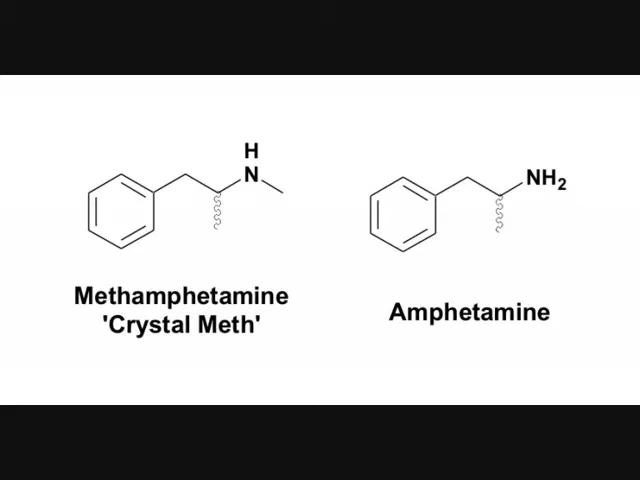 H
N
NH₂
Methamphetamine
'Crystal Meth'
Amphetamine